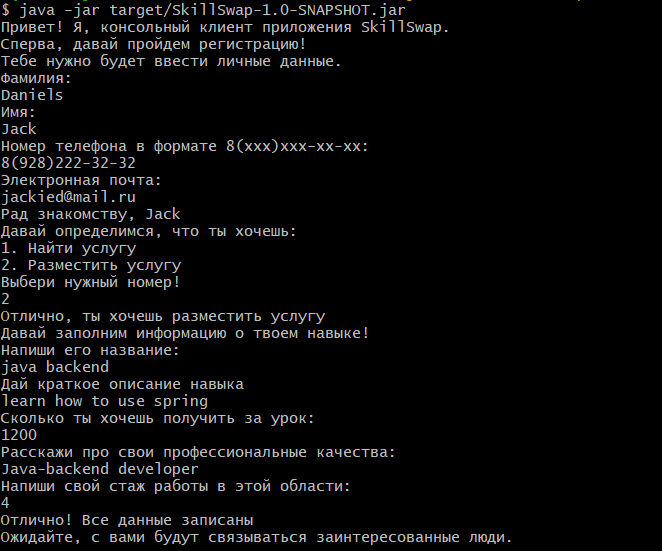 $ java -jar target/SkillSwap-1.0-SNAPSHOT.jar
Привет! Я, консольный клиент приложения SkillSwap.
Сперва, давай пройдем регистрацию!
Тебе нужно будет ввести личные данные.
Фамилия:
Daniels
Имя:
Jack
Номер телефона в формате 8(xxx)xxx-xx-xx:
8(928)222-32-32
Электронная почта:
jackied@mail.ru
Рад знакомству, Jack
Давай определимся, что ты хочешь:
1. Найти услугу
2. Разместить услугу
Выбери нужный номер!
2
Отлично, ты хочешь разместить услугу
Давай заполним информацию о твоем навыке!
Напиши его название:
java backend
Дай краткое описание навыка
learn how to use spring
Сколько ты хочешь получить за урок:
1200
Расскажи про свои профессиональные качества:
Java-backend developer
Напиши свой стаж работы в этой области:
4
Отлично! Все данные записаны
Ожидайте, с вами будут связываться заинтересованные люди.